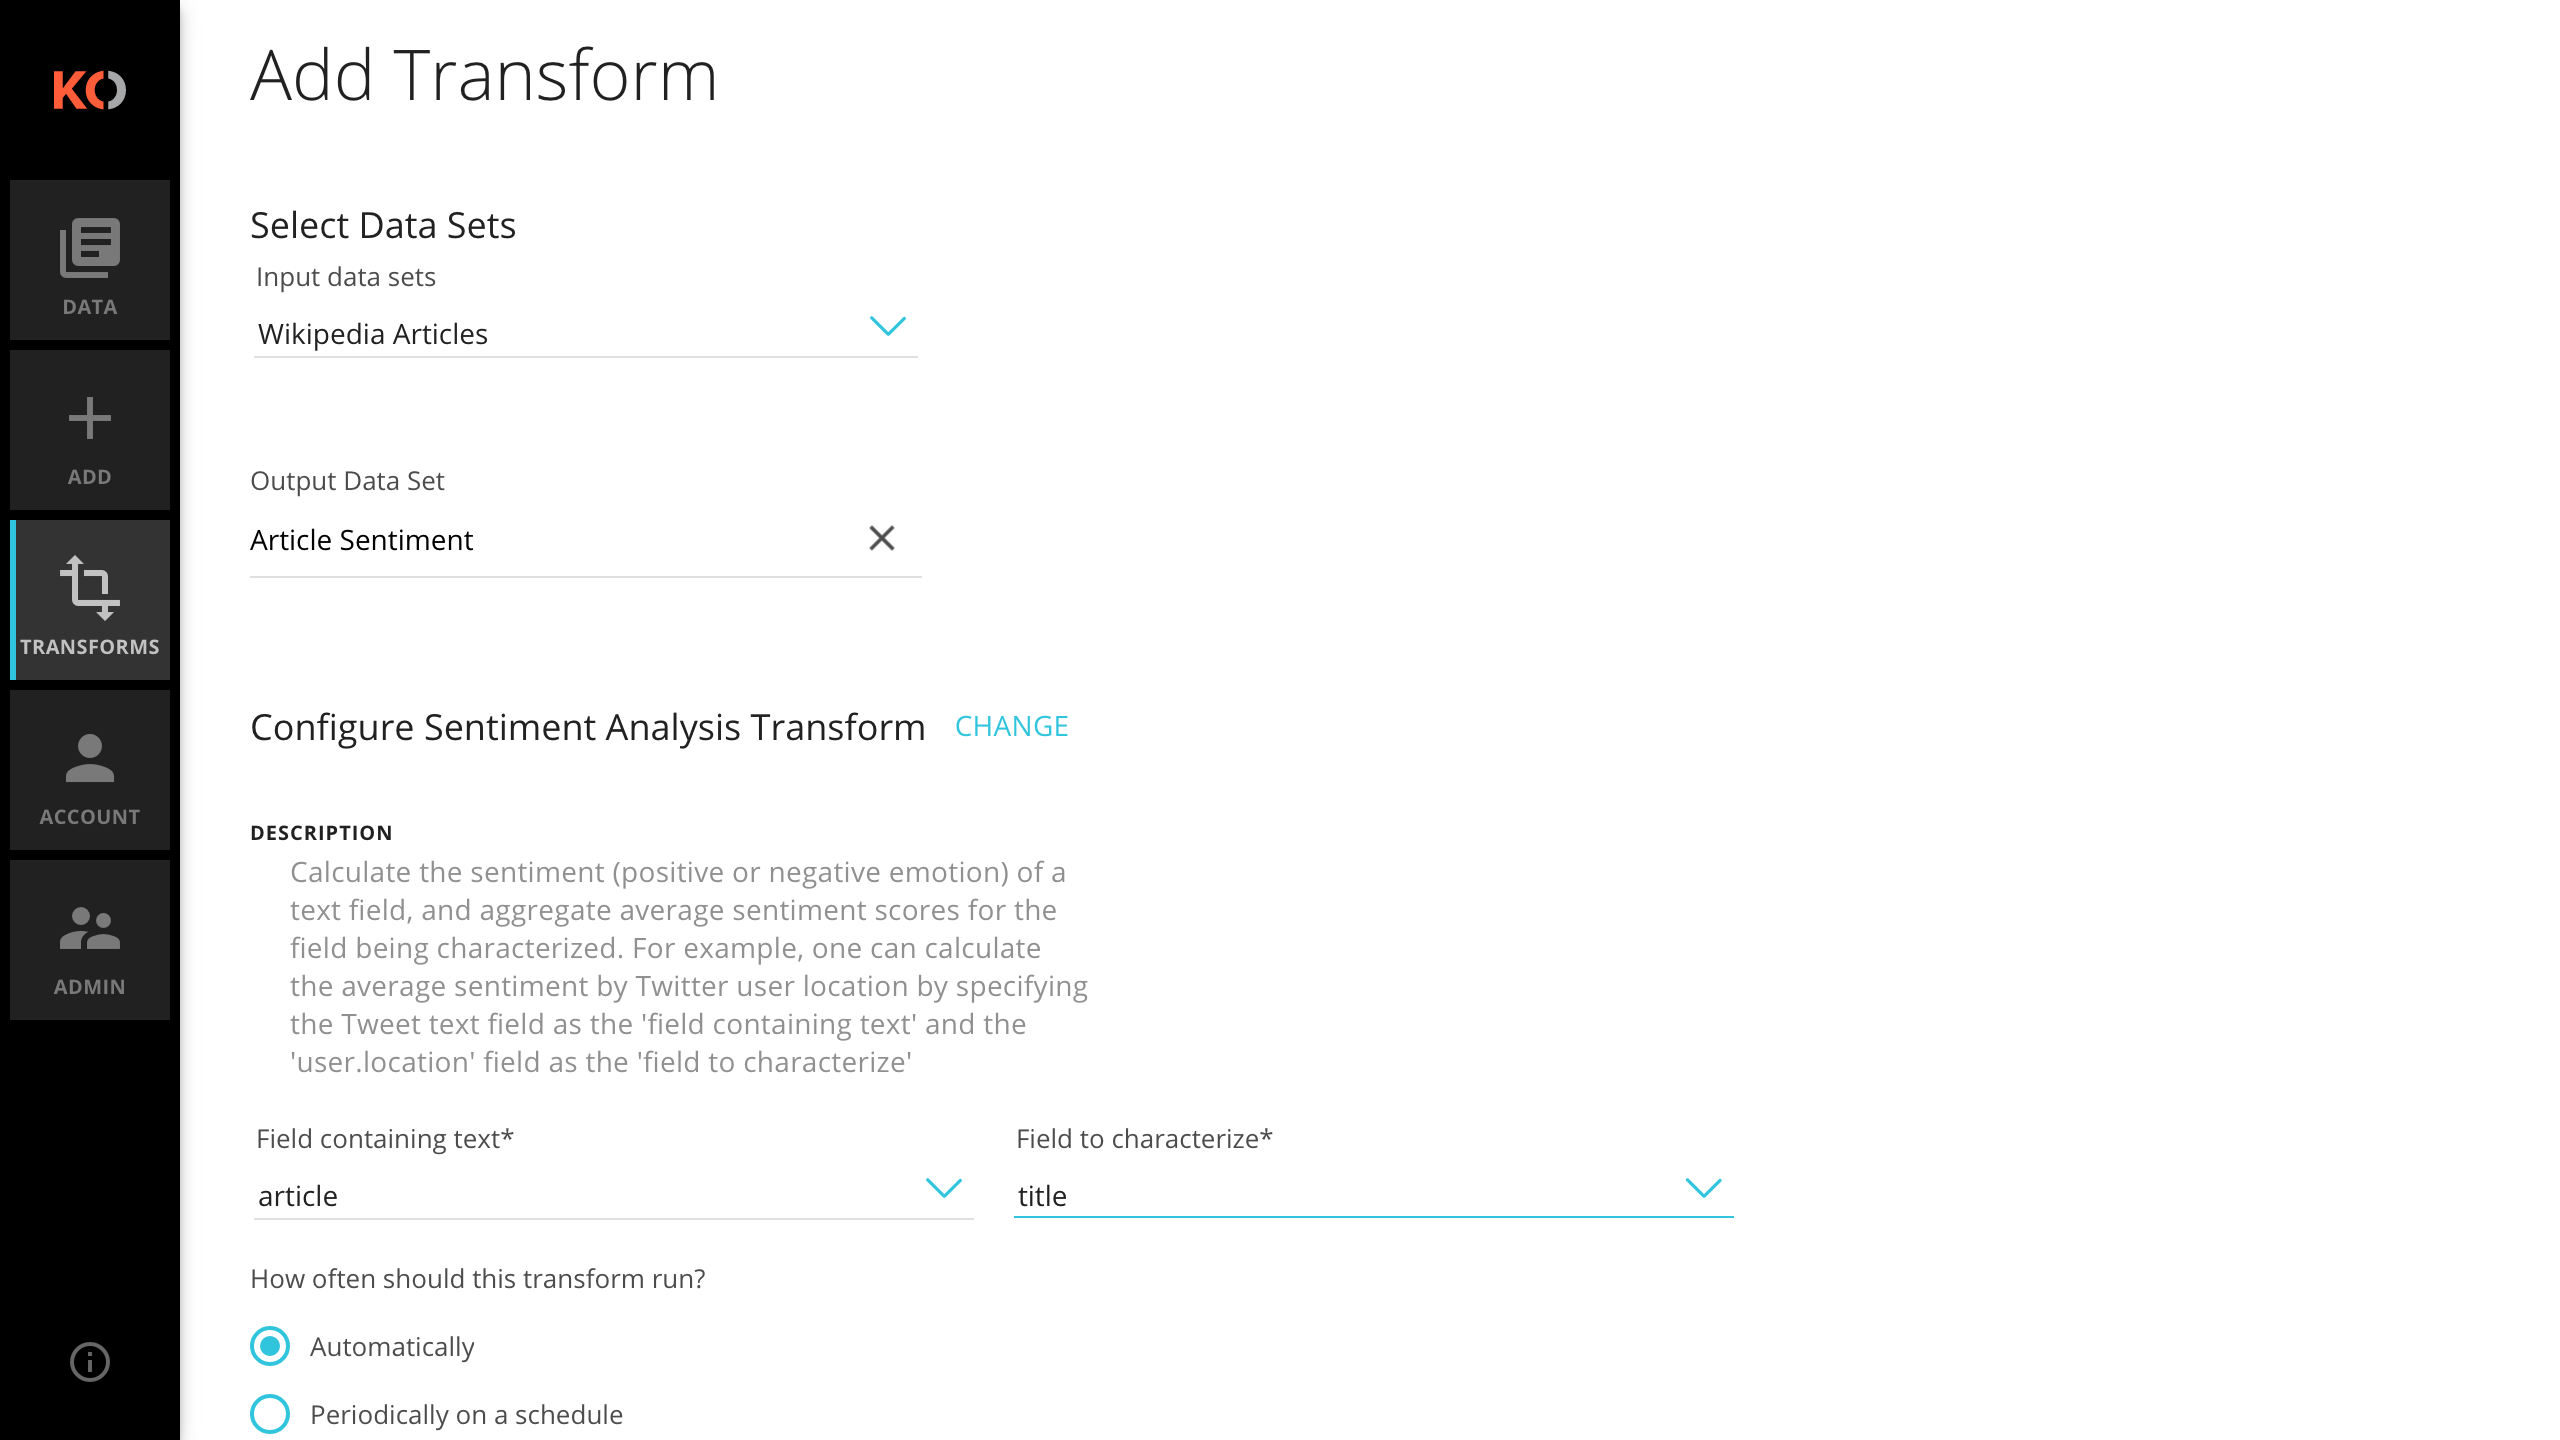 KO
DATA
ADD
TRANSFORMS
ACCOUNT
ADMIN
Add Transform
Select Data Sets
Input data sets
Wikipedia Articles
Output Data Set
Article Sentiment
Configure Sentiment Analysis Transform CHANGE
DESCRIPTION
Calculate the sentiment (positive or negative emotion) of a
text field, and aggregate average sentiment scores for the
field being characterized. For example, one can calculate
the average sentiment by Twitter user location by specifying
the Tweet text field as the 'field containing text' and the
'user.location' field as the 'field to characterize'
Field containing text* Field to characterize*
article title
How often should this transform run?
Automatically
Periodically on a schedule